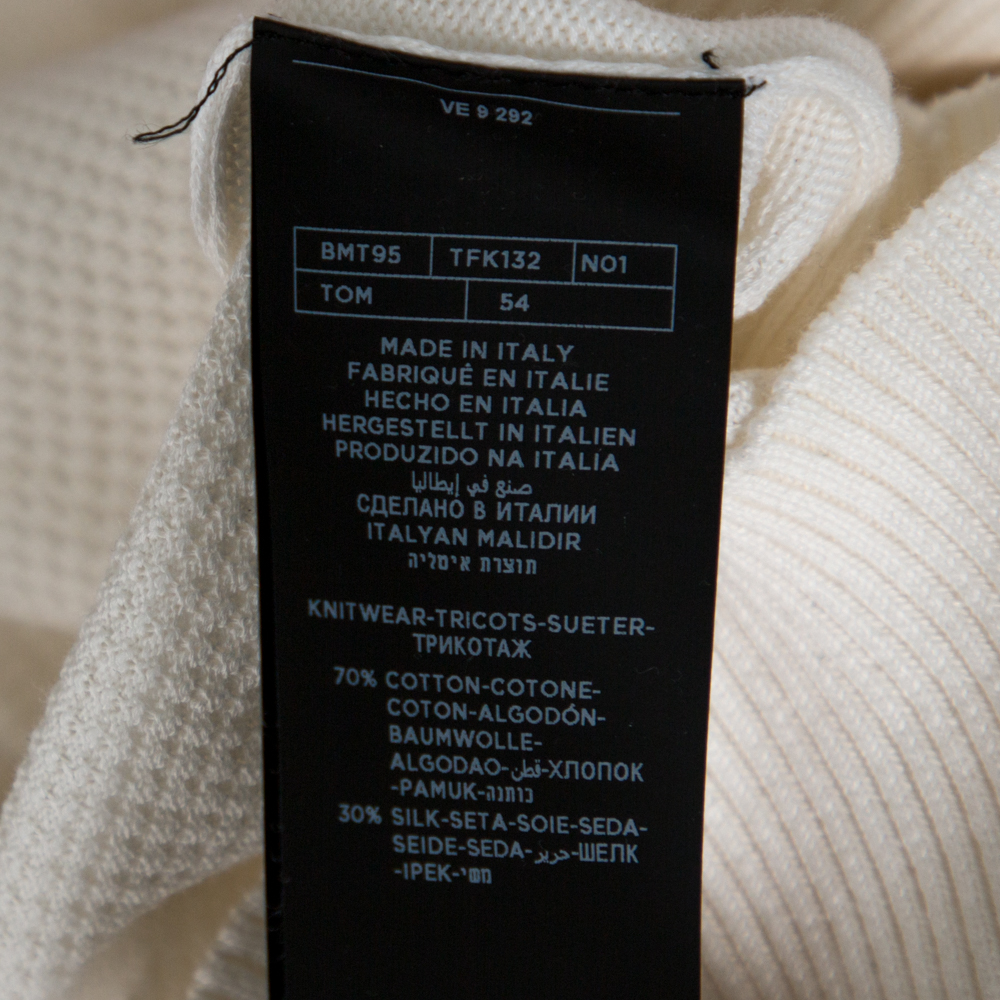 VE 9 292
BMT95 TFK132 N01
TOM 54
MADE IN ITALY
FABRIQUÉ EN ITALIE
HECHO EN ITALIA
HERGESTELLT IN ITALIEN
PRODUZIDO NA ITALIA
صنع في إيطاليا
СДЕЛАНО В ИТАЛИИ
ITALYAN MALIDIR
תוצרת איטליה
KNITWEAR-TRICOTS-SUETER-
ТРИКОТАЖ
70% COTTON-COTONE-
COTON-ALGODÓN-
BAUMWOLLE-
ALGODAO-قطن-ХЛОПОК
-PAMUK-כותנה
30% SILK-SETA-SOIE-SEDA-
SEIDE-SEDA-حرير-ШЕЛК
-IPEK-משי